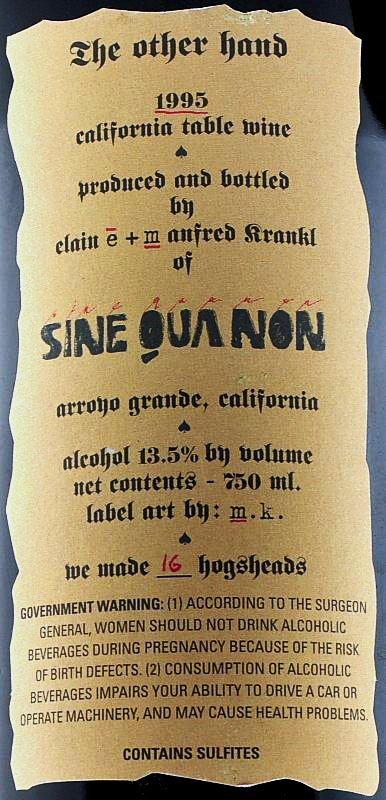 The other hand
1995
california table wine
♠
produced and bottled
by
elain e + m anfred Krankl
of
sine qua non
SINE QUA NON
arroyo grande, california
♠
alcohol 13.5% by volume
net contents - 750 ml.
label art by: m.k.
♠
we made 16 hogsheads
GOVERNMENT WARNING: (1) ACCORDING TO THE SURGEON
GENERAL, WOMEN SHOULD NOT DRINK ALCOHOLIC
BEVERAGES DURING PREGNANCY BECAUSE OF THE RISK
OF BIRTH DEFECTS. (2) CONSUMPTION OF ALCOHOLIC
BEVERAGES IMPAIRS YOUR ABILITY TO DRIVE A CAR OR
OPERATE MACHINERY, AND MAY CAUSE HEALTH PROBLEMS.
CONTAINS SULFITES